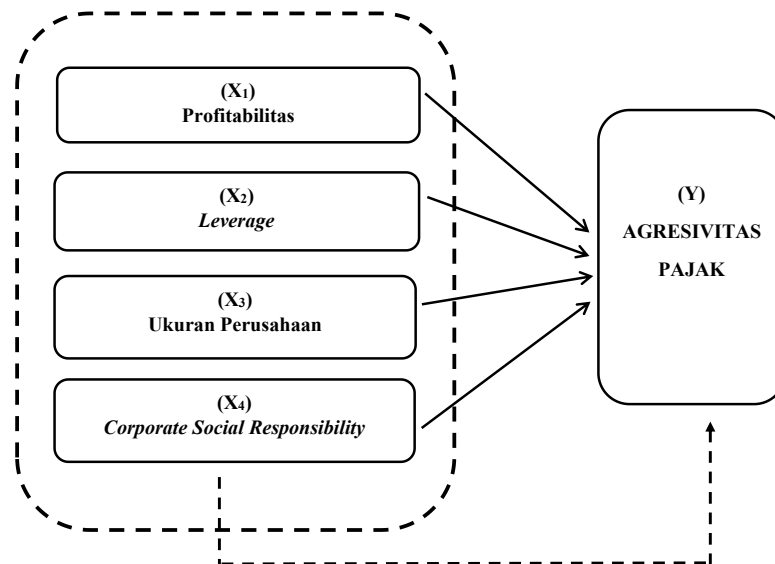 (X₁)
Profitabilitas
(X₂)
Leverage
(X₃)
Ukuran Perusahaan
(X₄)
Corporate Social Responsibility
(Y)
AGRESIVITAS
PAJAK